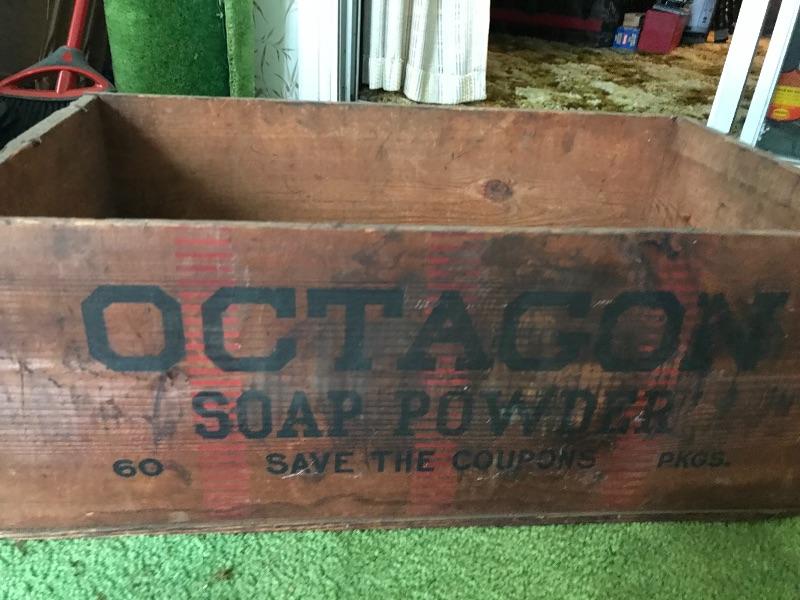 OCTAGON
SOAP POWDER
60 SAVE THE COUPONS PKGS.